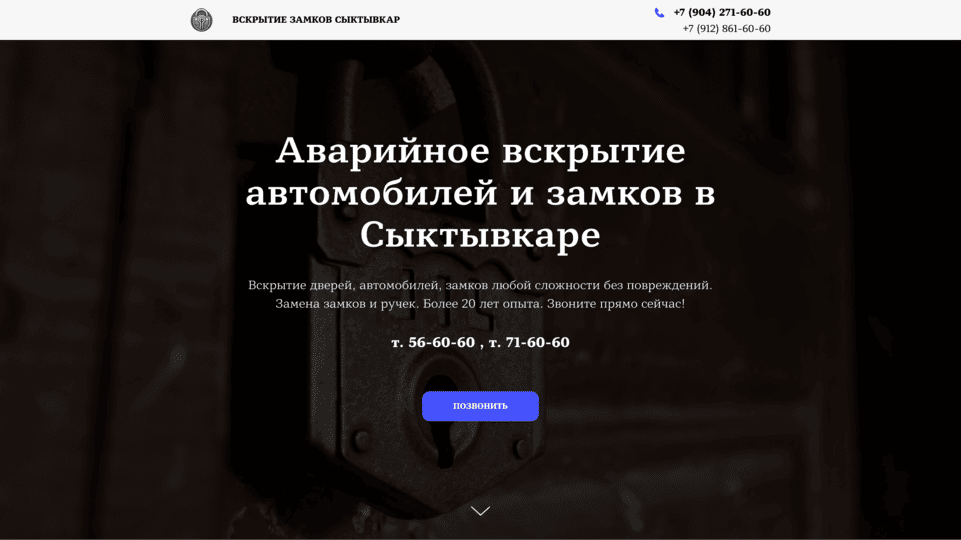 ВСКРЫТИЕ ЗАМКОВ СЫКТЫВКАР
+7 (904) 271-60-60
+7 (912) 861-60-60
Аварийное вскрытие
автомобилей и замков в
Сыктывкаре
Вскрытие дверей, автомобилей, замков любой сложности без повреждений.
Замена замков и ручек. Более 20 лет опыта. Звоните прямо сейчас!
т. 56-60-60 , т. 71-60-60
ПОЗВОНИТЬ